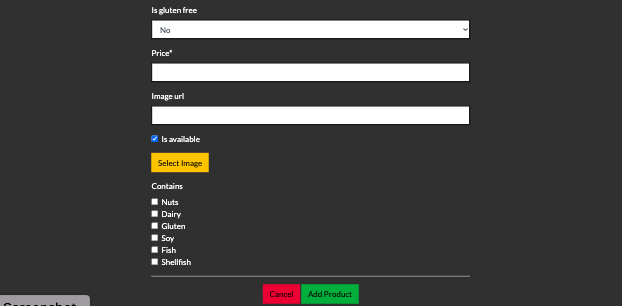 Is gluten free
No
Price*
Image url
Is available
Select Image
Contains
Nuts
Dairy
Gluten
Soy
Fish
Shellfish
Cancel Add Product
Screenshot